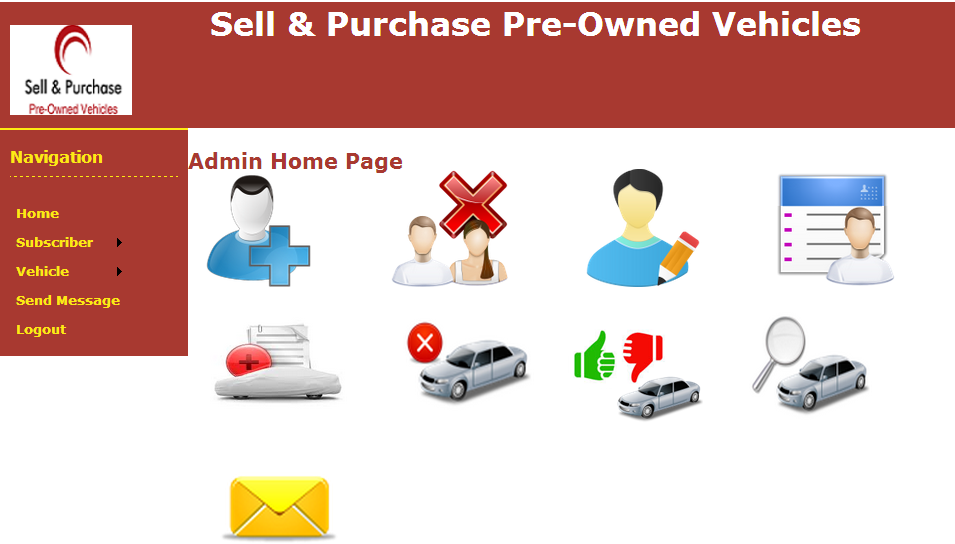 Sell & Purchase Pre-Owned Vehicles
Sell & Purchase
Pre-Owned Vehicles
Navigation
Home
Subscriber
Vehicle
Send Message
Logout
Admin Home Page